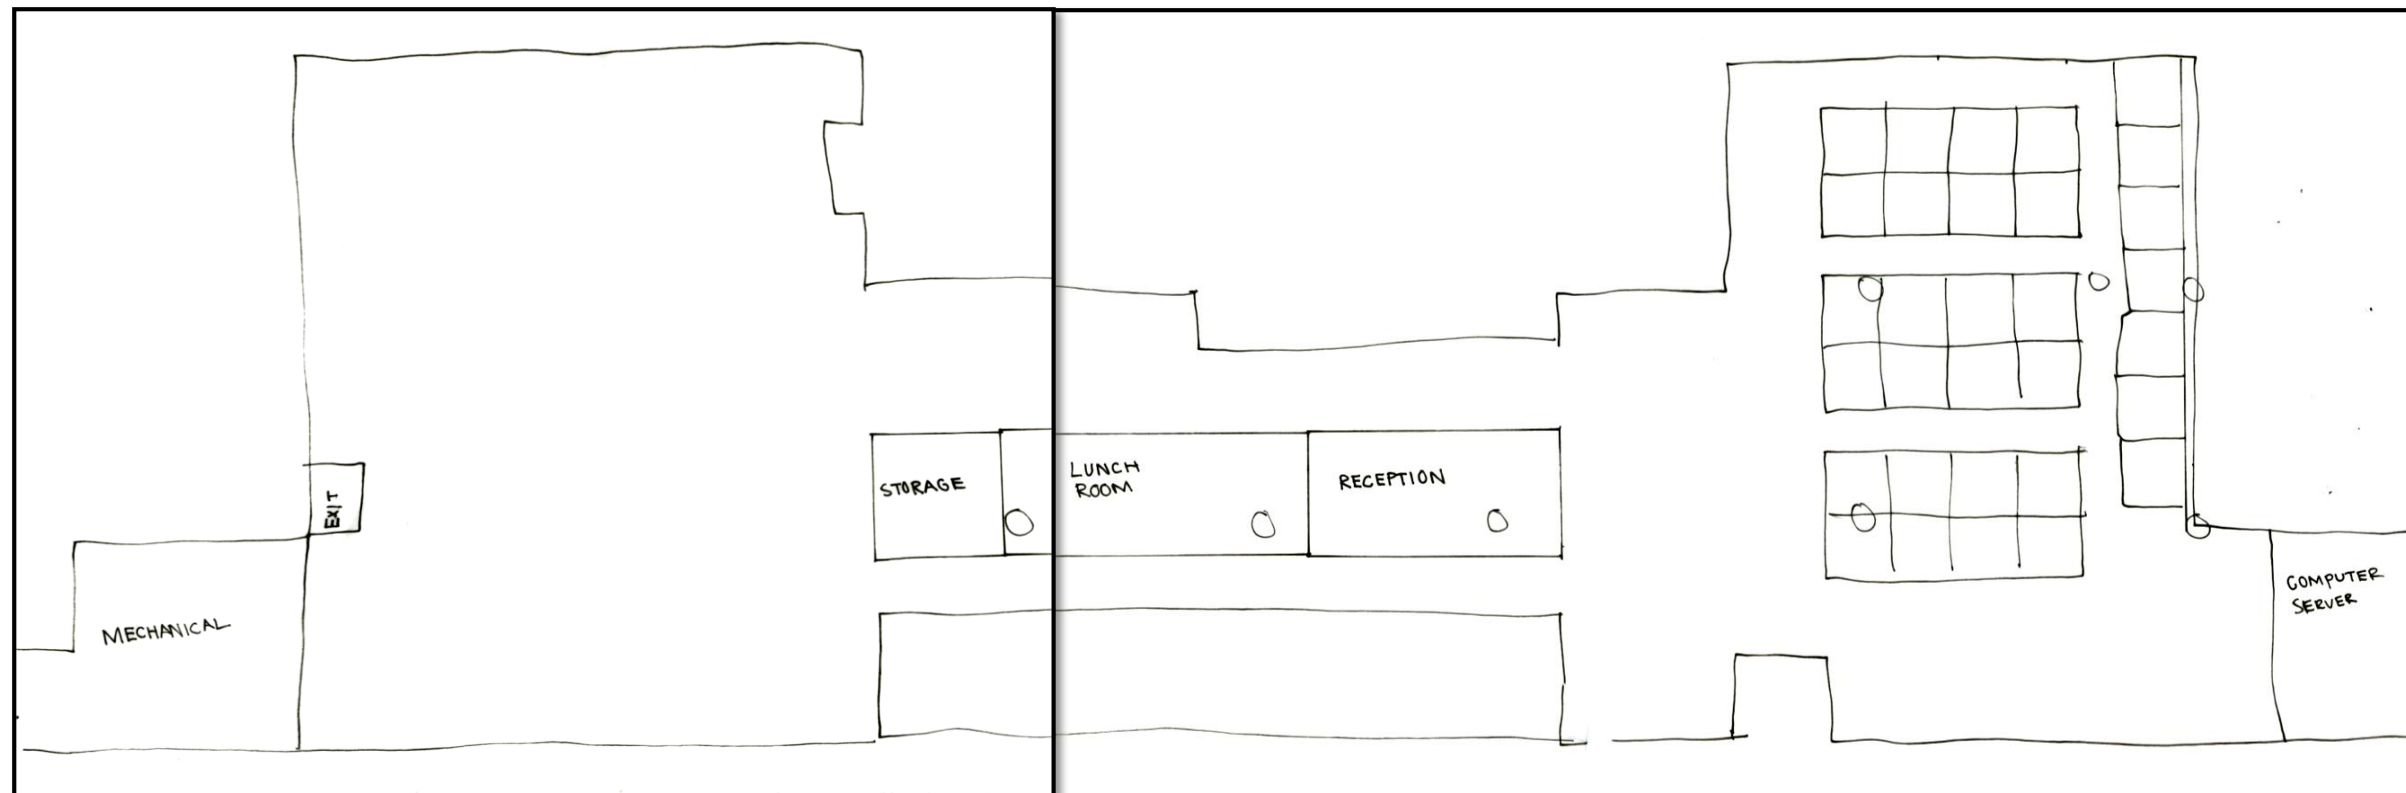 EXIT
MECHANICAL
STORAGE
LUNCH
ROOM
RECEPTION
COMPUTER
SERVER